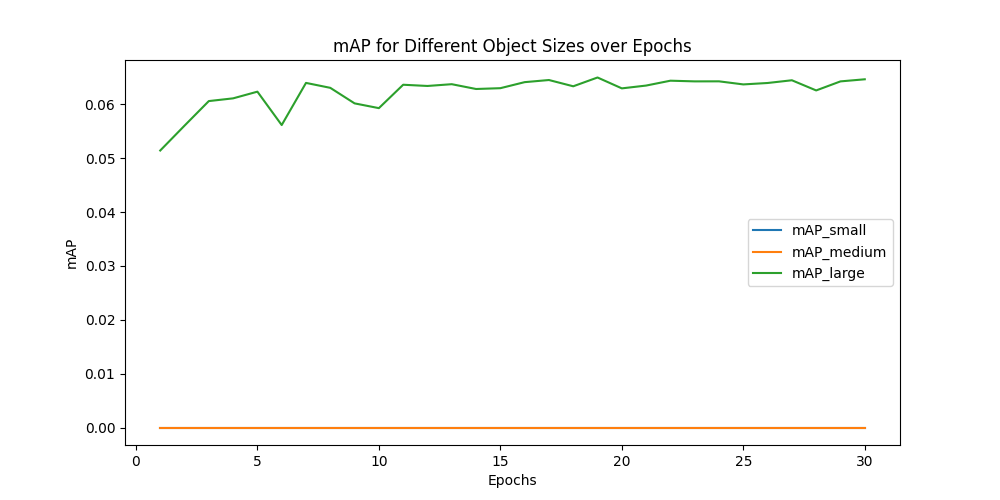 mAP for Different Object Sizes over Epochs
mAP
0.06
0.05
0.04
0.03
0.02
0.01
0.00
mAP_small
mAP_medium
mAP_large
0 5 10 15 20 25 30
Epochs